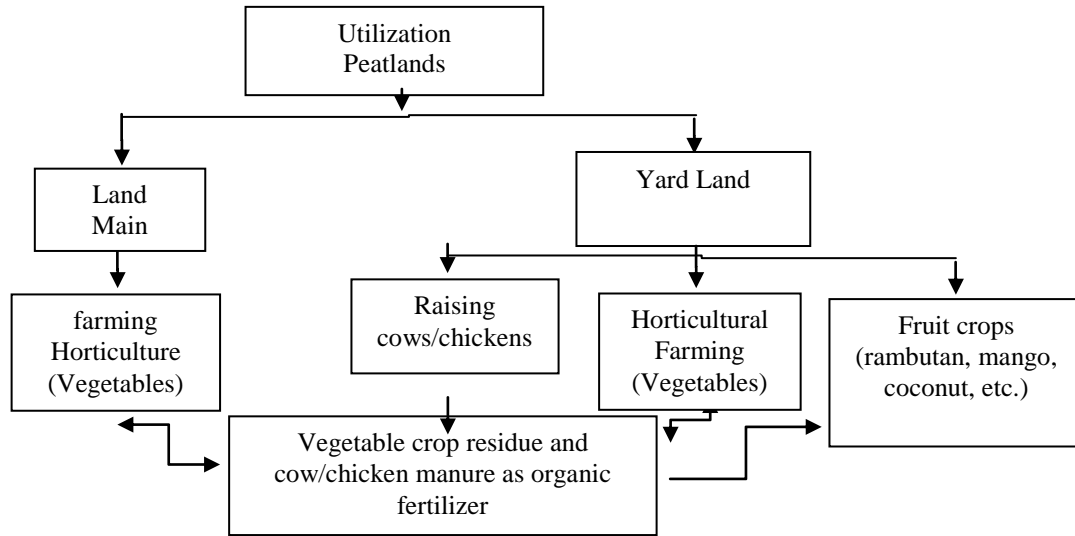 Utilization
Peatlands
Land
Main
Yard Land
farming
Horticulture
(Vegetables)
Raising
cows/chickens
Horticultural
Farming
(Vegetables)
Fruit crops
(rambutan, mango,
coconut, etc.)
Vegetable crop residue and
cow/chicken manure as organic
fertilizer